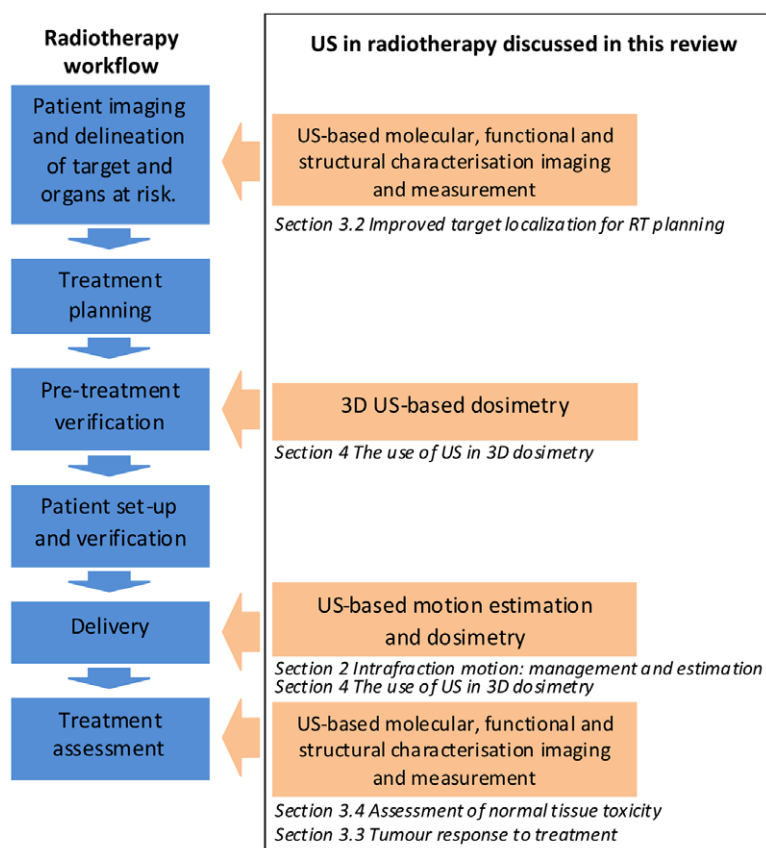 Radiotherapy
workflow
US in radiotherapy discussed in this review
Patient imaging
and delineation
of target and
organs at risk.
US-based molecular, functional and
structural characterisation imaging
and measurement
Section 3.2 Improved target localization for RT planning
Treatment
planning
Pre-treatment
verification
3D US-based dosimetry
Section 4 The use of US in 3D dosimetry
Patient set-up
and verification
Delivery
US-based motion estimation
and dosimetry
Section 2 Intrafraction motion: management and estimation
Section 4 The use of US in 3D dosimetry
Treatment
assessment
US-based molecular, functional and
structural characterisation imaging
and measurement
Section 3.4 Assessment of normal tissue toxicity
Section 3.3 Tumour response to treatment